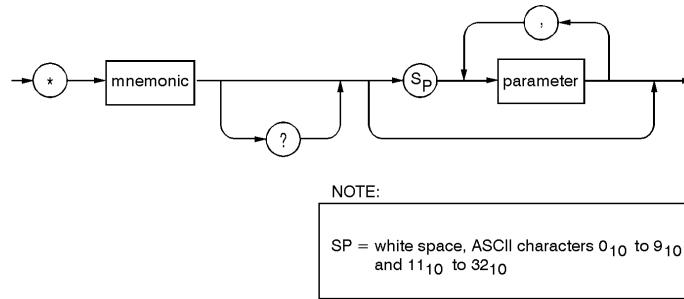 ,
* mnemonic SP parameter
?
NOTE:
SP = white space, ASCII characters 0₁₀ to 9₁₀
and 11₁₀ to 32₁₀